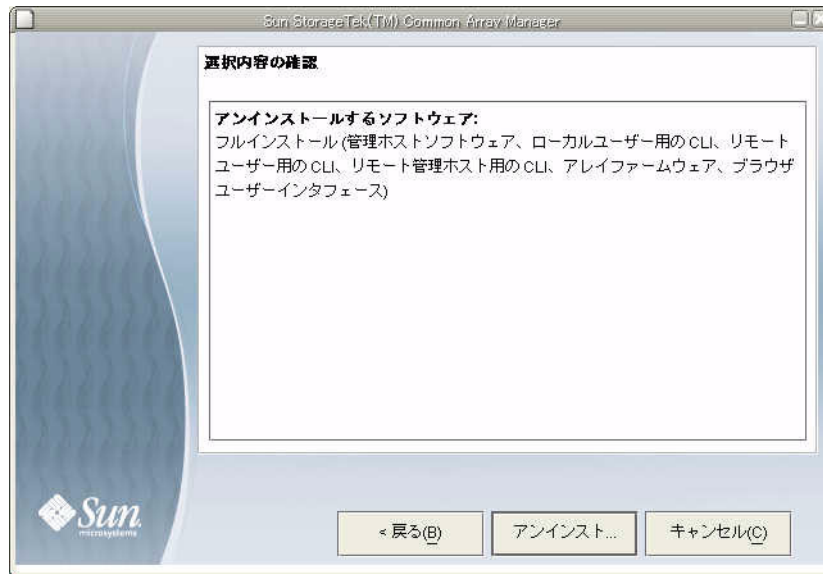 Sun StorageTek(TM) Common Array Manager
選択内容の確認
アンインストールするソフトウェア:
フルインストール (管理ホストソフトウェア、ローカルユーザー用の CLI、リモート
ユーザー用の CLI、リモート管理ホスト用の CLI、アレイファームウェア、ブラウザ
ユーザーインタフェース)
Sun
microsystems
< 戻る(B)
アンインスト...
キャンセル(C)